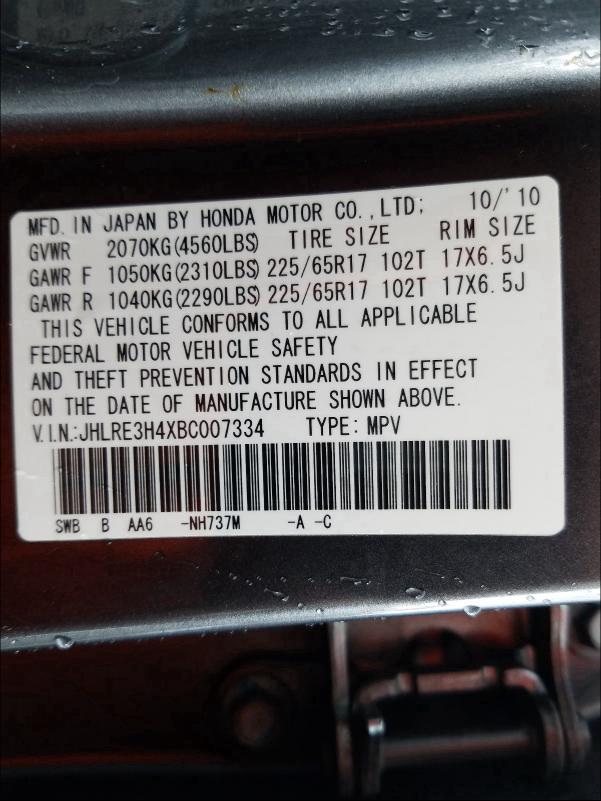 MFD. IN JAPAN BY HONDA MOTOR CO.,LTD; 10/'10
GVWR 2070KG(4560LBS) TIRE SIZE RIM SIZE
GAWR F 1050KG(2310LBS) 225/65R17 102T 17X6.5J
GAWR R 1040KG(2290LBS) 225/65R17 102T 17X6.5J
THIS VEHICLE CONFORMS TO ALL APPLICABLE
FEDERAL MOTOR VEHICLE SAFETY
AND THEFT PREVENTION STANDARDS IN EFFECT
ON THE DATE OF MANUFACTURE SHOWN ABOVE.
V.I.N.:JHLRE3H4XBC007334 TYPE: MPV
SWB B AA6 -NH737M -A -C